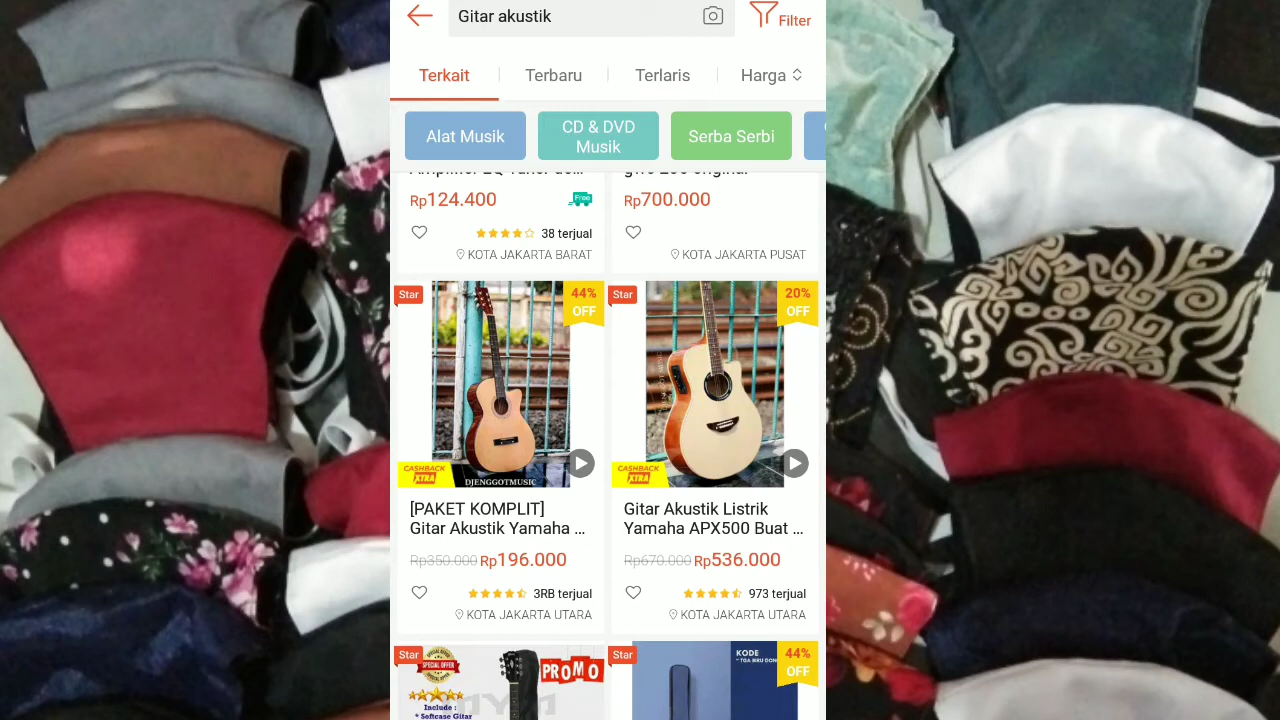 Gitar akustik
Filter
Terkait
Terbaru
Terlaris
Harga
Alat Musik
CD & DVD
Musik
Serba Serbi
Rp124.400
Free
38 terjual
KOTA JAKARTA BARAT
Rp700.000
KOTA JAKARTA PUSAT
Star
44%
OFF
CASHBACK
XTRA
DJENGGOTMUSIC
[PAKET KOMPLIT]
Gitar Akustik Yamaha ...
Rp350.000 Rp196.000
3RB terjual
KOTA JAKARTA UTARA
Star
20%
OFF
CASHBACK
XTRA
Gitar Akustik Listrik
Yamaha APX500 Buat ...
Rp670.000 Rp536.000
973 terjual
KOTA JAKARTA UTARA
Star
SPECIAL OFFER
PROMO
Include :
* Softcase Gitar
Star
KODE
44%
OFF